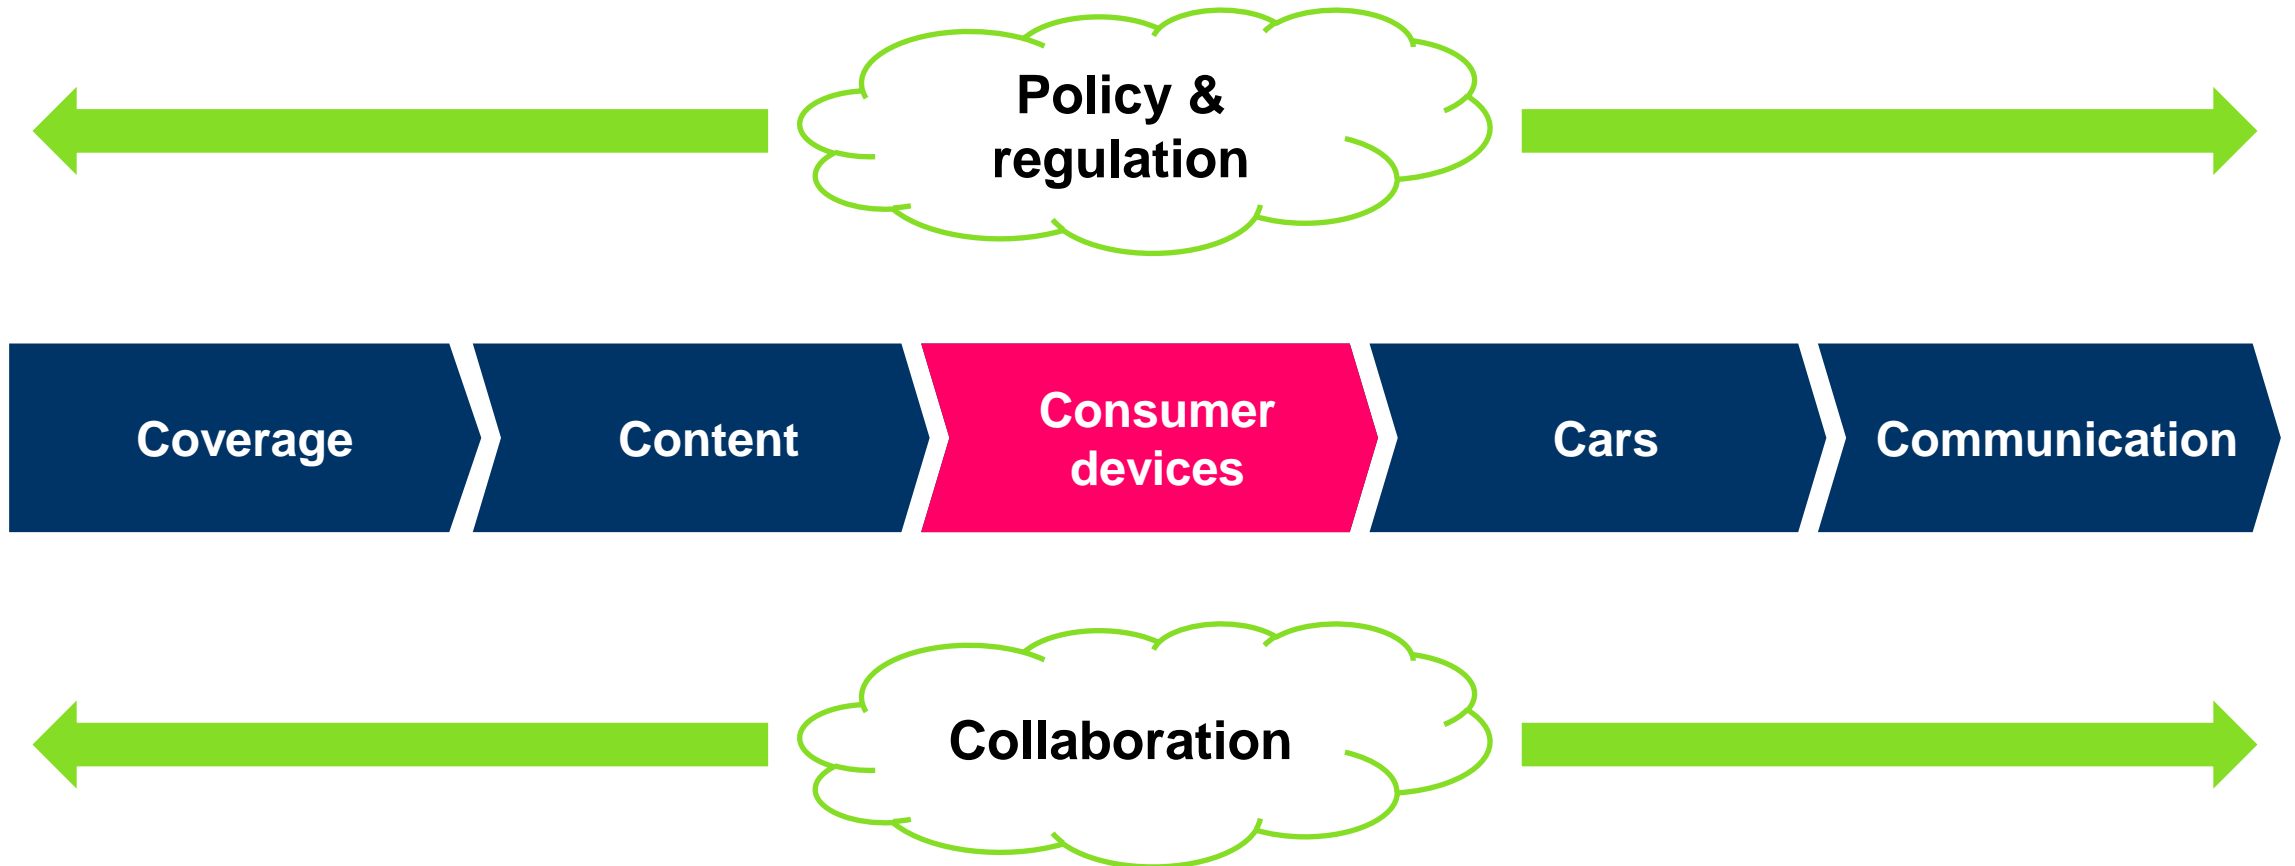 Policy &
regulation
Coverage
Content
Consumer
devices
Cars
Communication
Collaboration